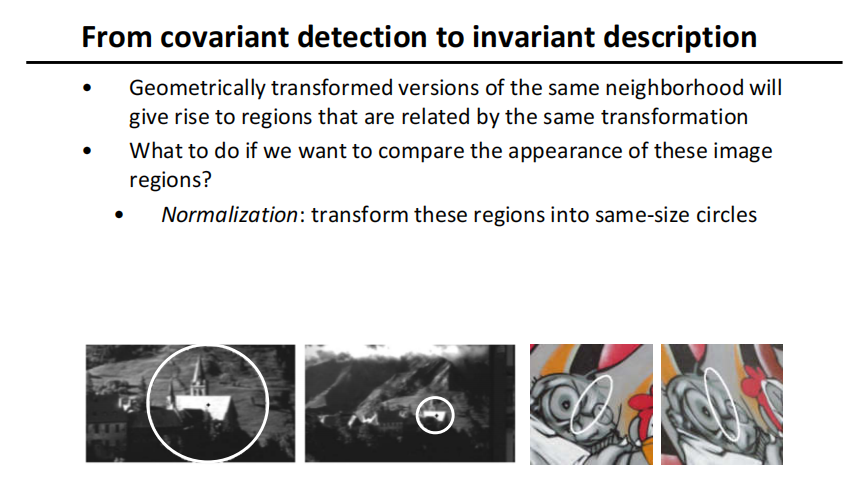 From covariant detection to invariant description
• Geometrically transformed versions of the same neighborhood will
give rise to regions that are related by the same transformation
• What to do if we want to compare the appearance of these image
regions?
• Normalization: transform these regions into same-size circles